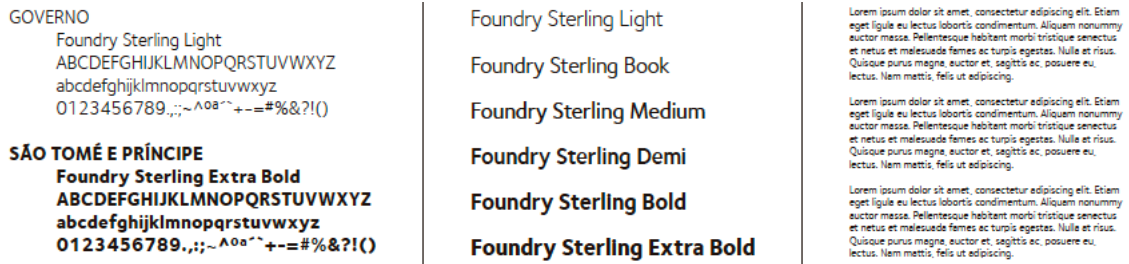 GOVERNO
Foundry Sterling Light
ABCDEFGHIJKLMNOPQRSTUVWXYZ
abcdefghijklmnopqrstuvwxyz
0123456789.,:;~^ºª´`+-=#%&?!()
SÃO TOMÉ E PRÍNCIPE
Foundry Sterling Extra Bold
ABCDEFGHIJKLMNOPQRSTUVWXYZ
abcdefghijklmnopqrstuvwxyz
0123456789.,:;~^ºª´`+-=#%&?!()
Foundry Sterling Light
Foundry Sterling Book
Foundry Sterling Medium
Foundry Sterling Demi
Foundry Sterling Bold
Foundry Sterling Extra Bold
Lorem ipsum dolor sit amet, consectetur adipiscing elit. Etiam
eget ligula eu lectus lobortis condimentum. Aliquam nonummy
auctor massa. Pellentesque habitant morbi tristique senectus
et netus et malesuada fames ac turpis egestas. Nulla at risus.
Quisque purus magna, auctor et, sagittis ac, posuere eu,
lectus. Nam mattis, felis ut adipiscing.
Lorem ipsum dolor sit amet, consectetur adipiscing elit. Etiam
eget ligula eu lectus lobortis condimentum. Aliquam nonummy
auctor massa. Pellentesque habitant morbi tristique senectus
et netus et malesuada fames ac turpis egestas. Nulla at risus.
Quisque purus magna, auctor et, sagittis ac, posuere eu,
lectus. Nam mattis, felis ut adipiscing.
Lorem ipsum dolor sit amet, consectetur adipiscing elit. Etiam
eget ligula eu lectus lobortis condimentum. Aliquam nonummy
auctor massa. Pellentesque habitant morbi tristique senectus
et netus et malesuada fames ac turpis egestas. Nulla at risus.
Quisque purus magna, auctor et, sagittis ac, posuere eu,
lectus. Nam mattis, felis ut adipiscing.